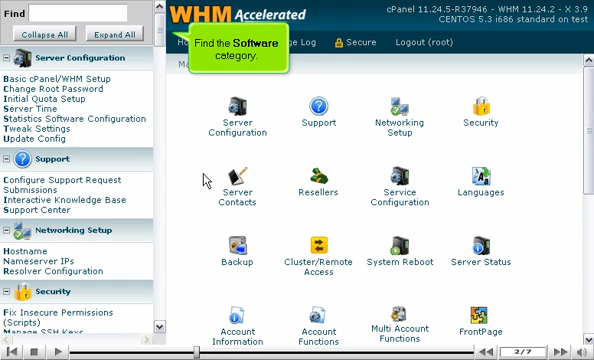 Find
Collapse All
Expand All
Server Configuration
Basic cPanel/WHM Setup
Change Root Password
Initial Quota Setup
Server Time
Statistics Software Configuration
Tweak Settings
Update Config
Support
Configure Support Request
Submissions
Interactive Knowledge Base
Support Center
Networking Setup
Hostname
Nameserver IPs
Resolver Configuration
Security
Fix Insecure Permissions
(Scripts)
Manage SSH Keys
WHM Accelerated
cPanel 11.24.5-R37946 - WHM 11.24.2 - X 3.9
CENTOS 5.3 i686 standard on test
Log
Secure
Logout (root)
Find the Software
category.
Server
Configuration
Support
Networking
Setup
Security
Server
Contacts
Resellers
Service
Configuration
Languages
Backup
Cluster/Remote
Access
System Reboot
Server Status
Account
Information
Account
Functions
Multi Account
Functions
FrontPage
2/7